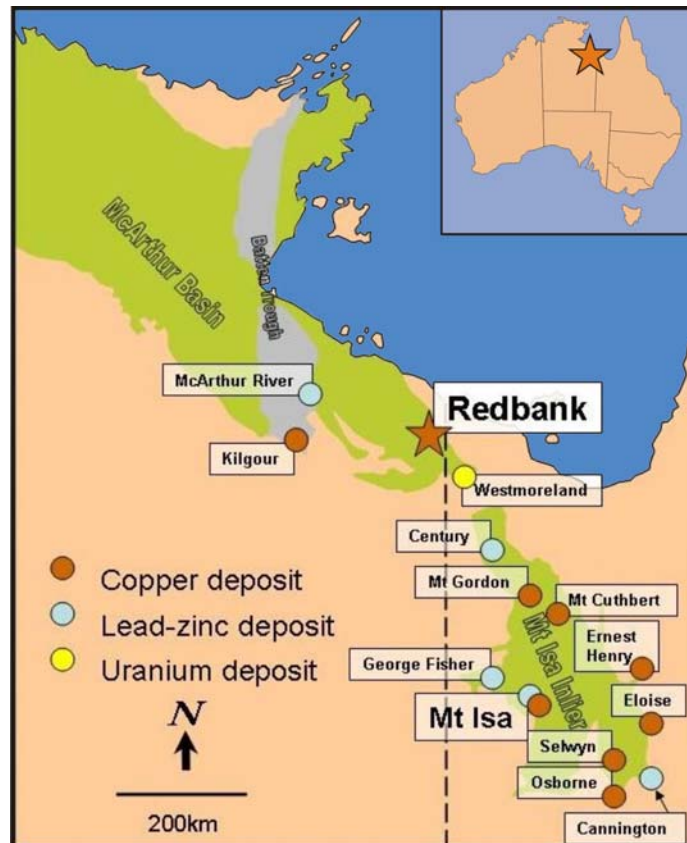 McArthur Basin
Batten Trough
McArthur River
Redbank
Kilgour
Westmoreland
Century
Mt Gordon
Mt Cuthbert
Copper deposit
Lead-zinc deposit
Uranium deposit
Mt Isa Inlier
Ernest
Henry
George Fisher
Eloise
Mt Isa
Selwyn
Osborne
Cannington
N
200km